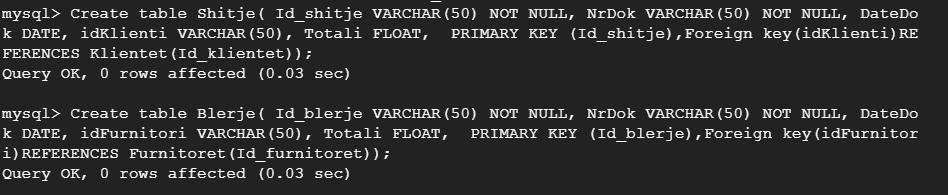 mysql> Create table Shitje( Id_shitje VARCHAR(50) NOT NULL, NrDok VARCHAR(50) NOT NULL, DateDo
k DATE, idKlienti VARCHAR(50), Totali FLOAT,  PRIMARY KEY (Id_shitje),Foreign key(idKlienti)RE
FERENCES Klientet(Id_klientet));
Query OK, 0 rows affected (0.03 sec)

mysql> Create table Blerje( Id_blerje VARCHAR(50) NOT NULL, NrDok VARCHAR(50) NOT NULL, DateDo
k DATE, idFurnitori VARCHAR(50), Totali FLOAT,  PRIMARY KEY (Id_blerje),Foreign key(idFurnitor
i)REFERENCES Furnitoret(Id_furnitoret));
Query OK, 0 rows affected (0.03 sec)